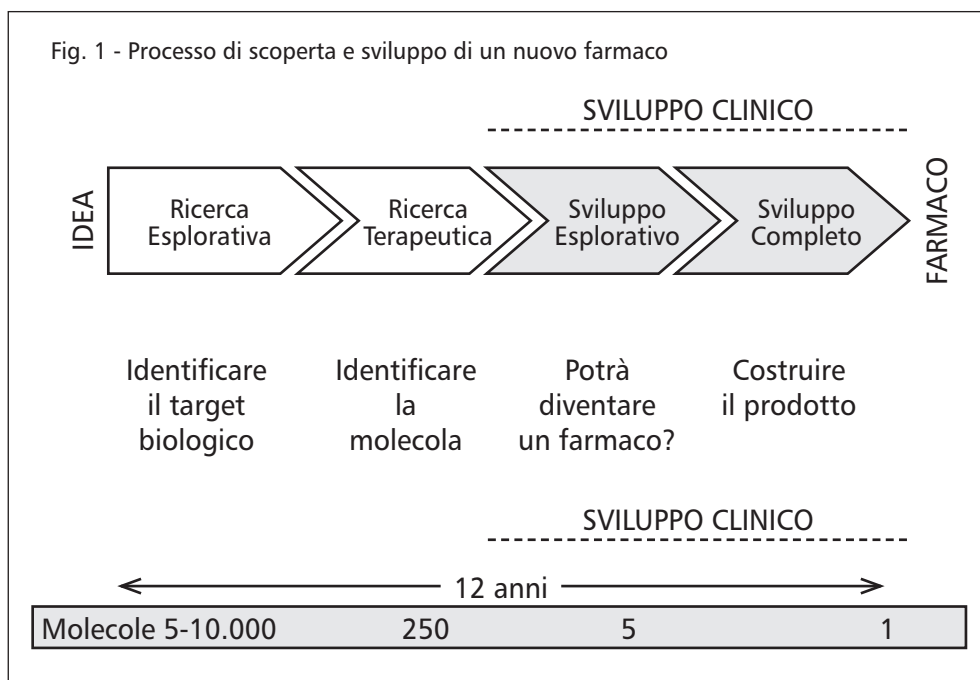 Fig. 1 - Processo di scoperta e sviluppo di un nuovo farmaco
SVILUPPO CLINICO
IDEA
Ricerca
Esplorativa
Ricerca
Terapeutica
Sviluppo
Esplorativo
Sviluppo
Completo
FARMACO
Identificare
il target
biologico
Identificare
la
molecola
Potrà
diventare
un farmaco?
Costruire
il prodotto
SVILUPPO CLINICO
12 anni
Molecole 5-10.000 250 5 1